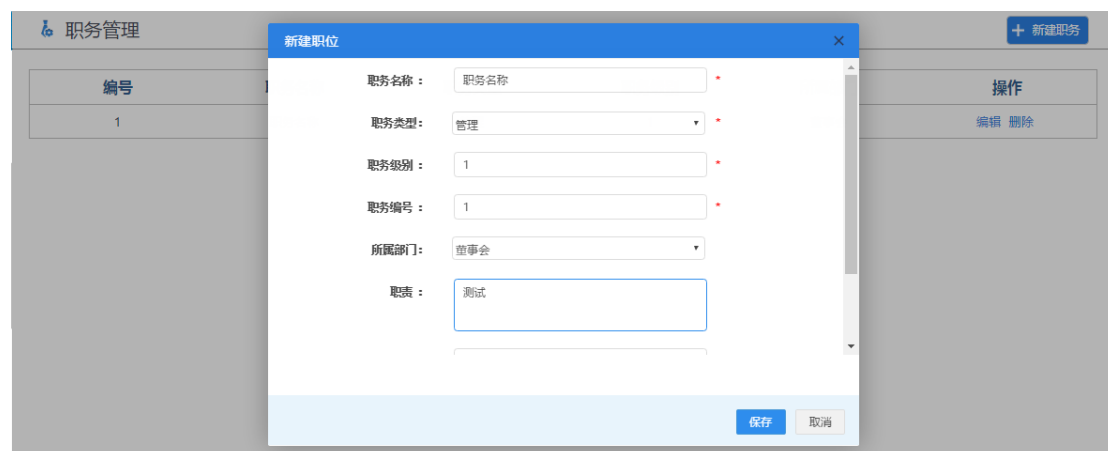 职务管理
+ 新建职务
新建职位 ×
编号
操作
1
编辑 删除
职务名称 : 职务名称 *
职务类型: 管理 *
职务级别 : 1 *
职务编号 : 1 *
所属部门: 董事会
职责 : 测试
保存 取消